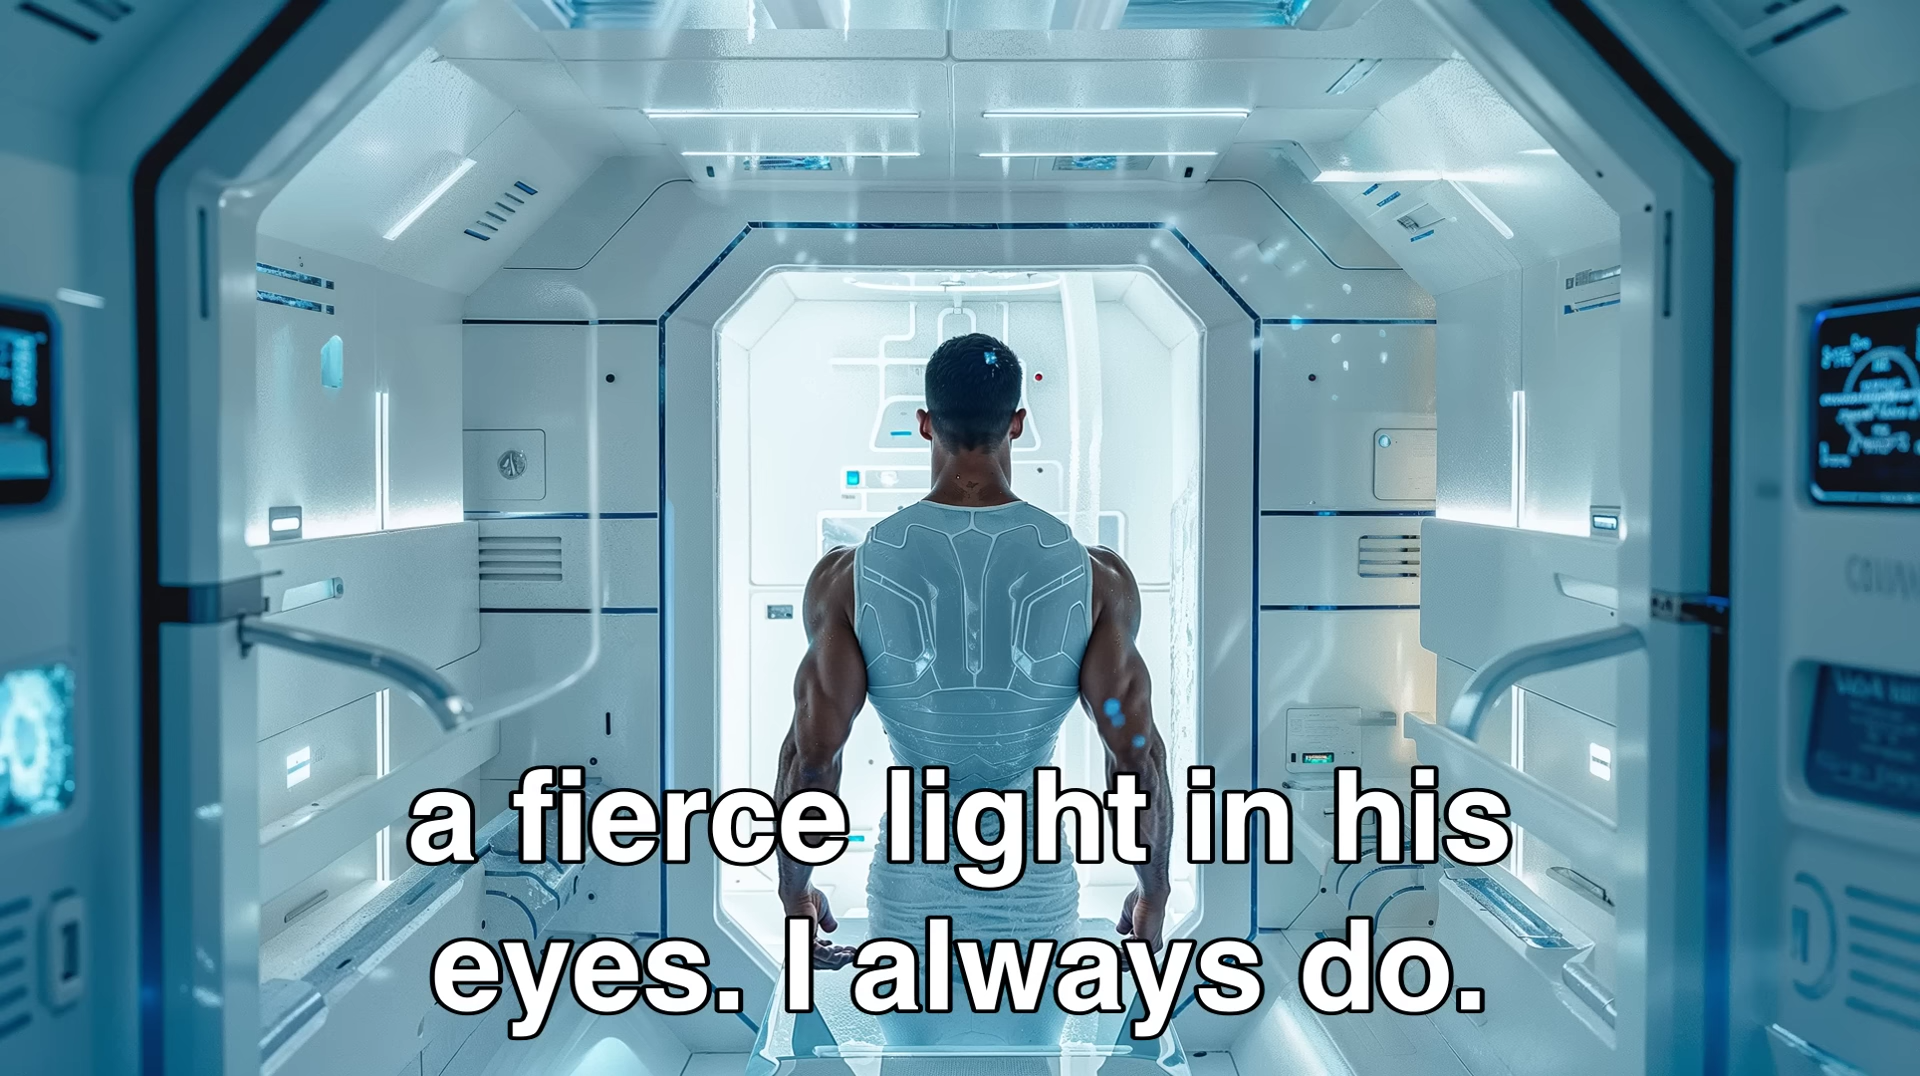 a fierce light in his
eyes. I always do.